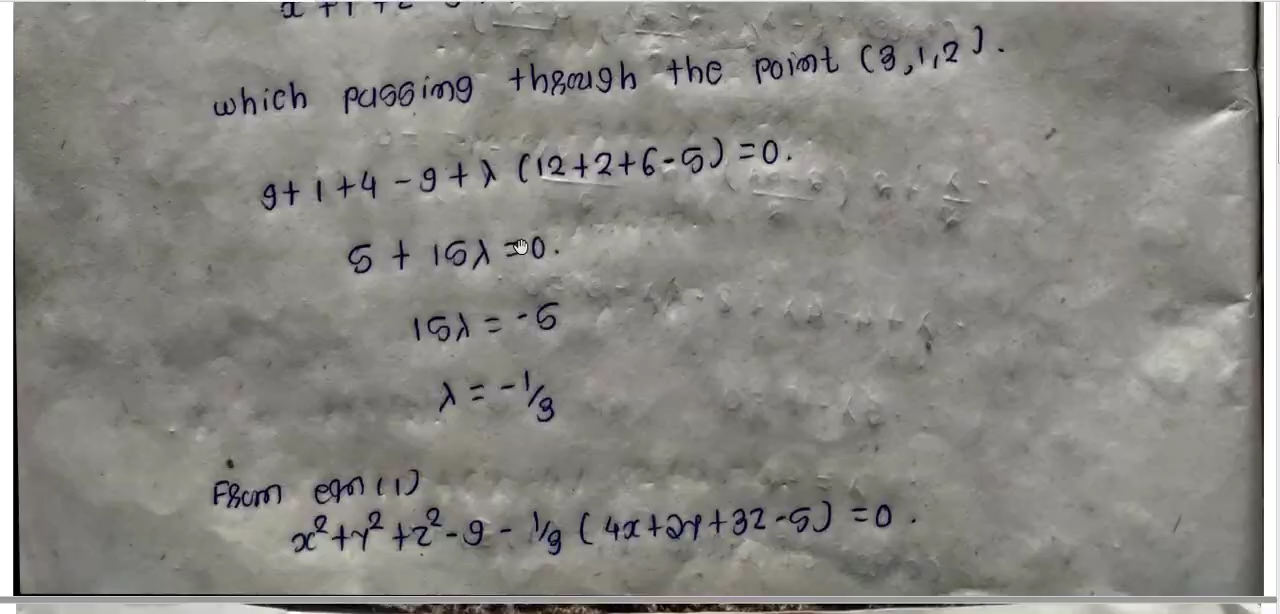 which passing through the point (3,1,2).
9+1+4-9+λ(12+2+6-5)=0.
5+15λ=0.
15λ=-5
λ=-1/3
From eqn(1)
x²+y²+z²-9-1/3(4x+2y+3z-5)=0.